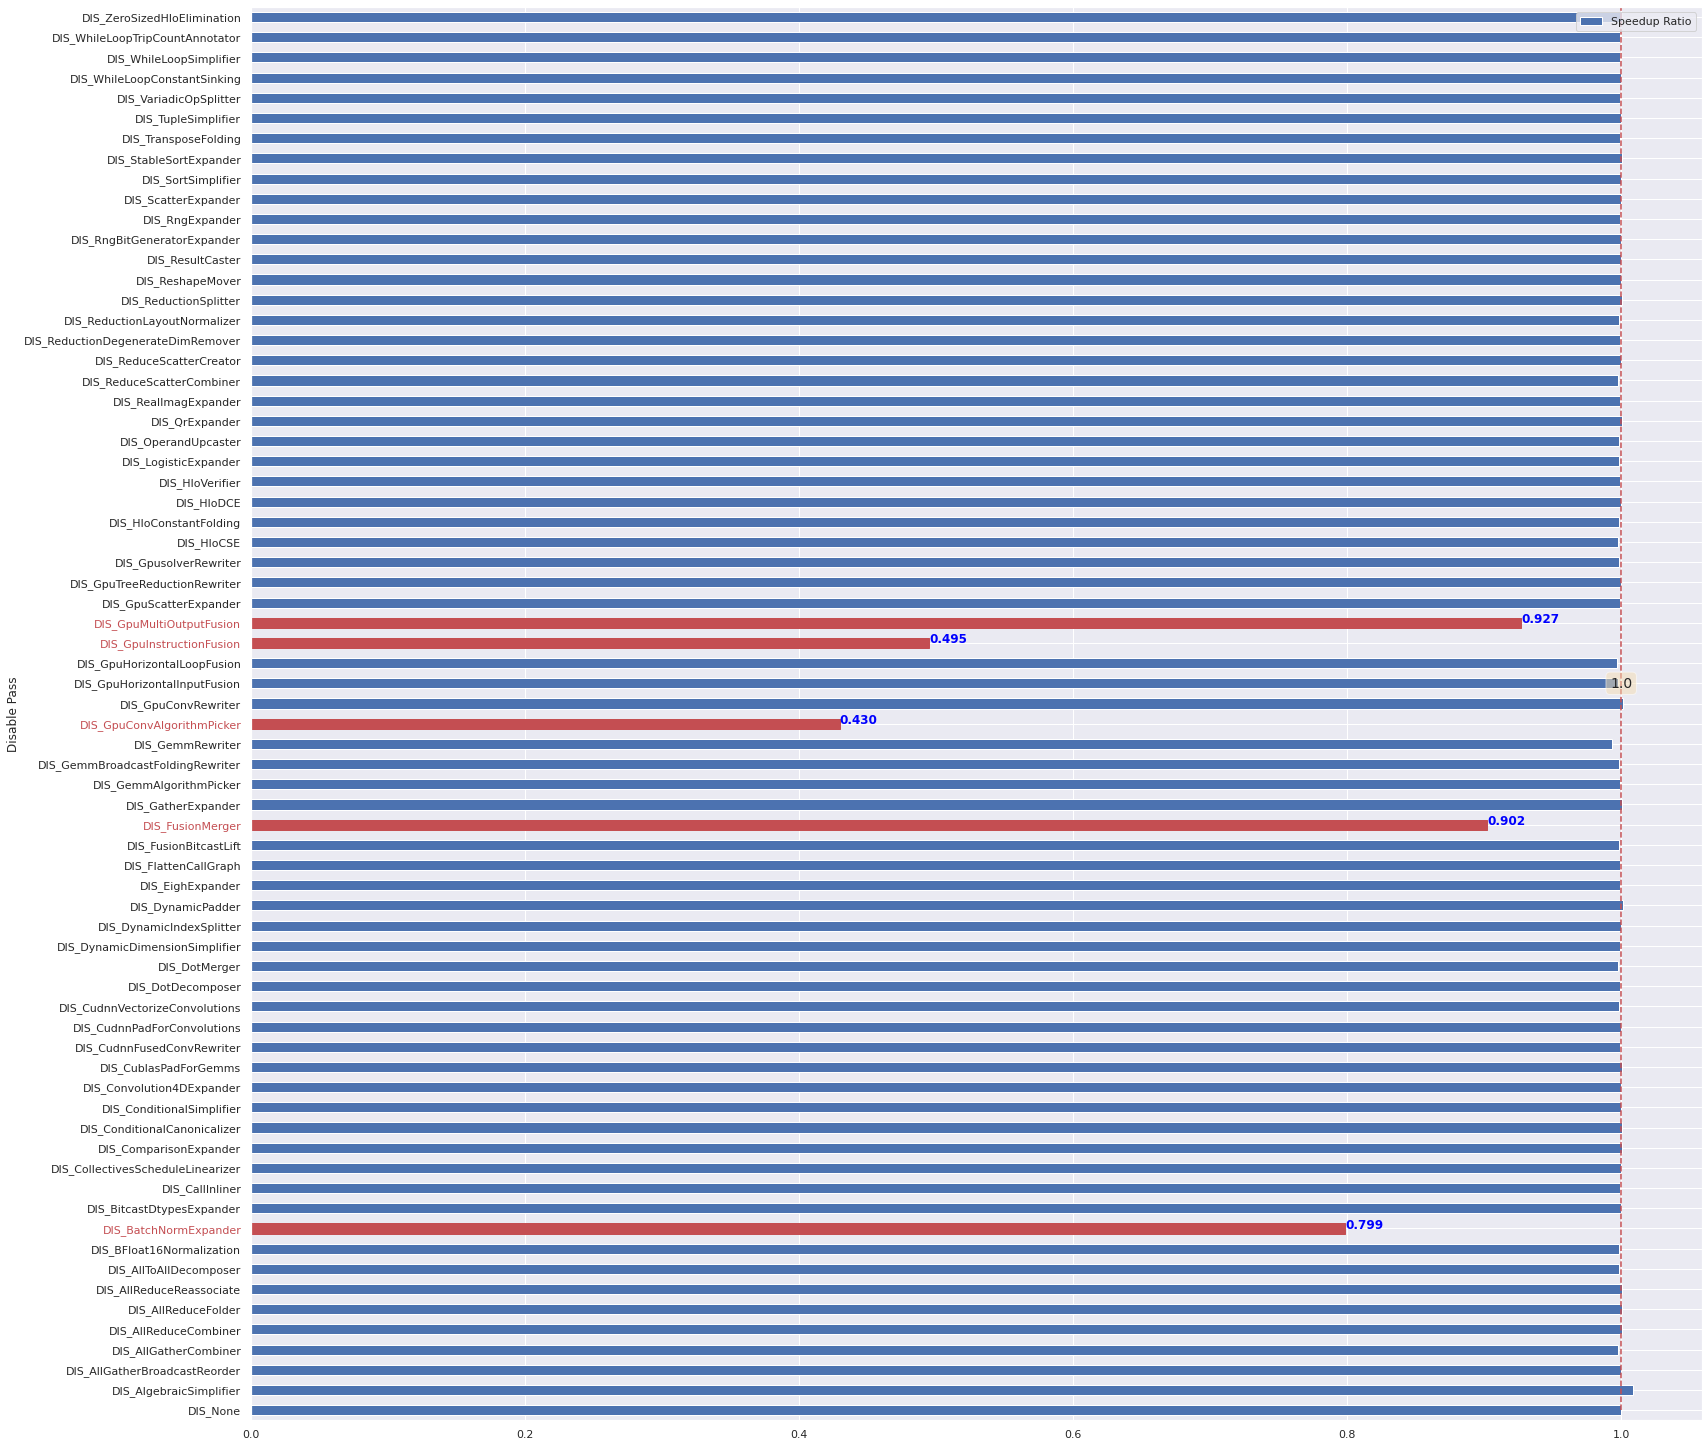 DIS_ZeroSizedHloElimination
Speedup Ratio
DIS_WhileLoopTripCountAnnotator
DIS_WhileLoopSimplifier
DIS_WhileLoopConstantSinking
DIS_VariadicOpSplitter
DIS_TupleSimplifier
DIS_TransposeFolding
DIS_StableSortExpander
DIS_SortSimplifier
DIS_ScatterExpander
DIS_RngExpander
DIS_RngBitGeneratorExpander
DIS_ResultCaster
DIS_ReshapeMover
DIS_ReductionSplitter
DIS_ReductionLayoutNormalizer
DIS_ReductionDegenerateDimRemover
DIS_ReduceScatterCreator
DIS_ReduceScatterCombiner
DIS_RealImagExpander
DIS_QrExpander
DIS_OperandUpcaster
DIS_LogisticExpander
DIS_HloVerifier
DIS_HloDCE
DIS_HloConstantFolding
DIS_HloCSE
DIS_GpusolverRewriter
DIS_GpuTreeReductionRewriter
DIS_GpuScatterExpander
DIS_GpuMultiOutputFusion 0.927
DIS_GpuInstructionFusion 0.495
DIS_GpuHorizontalLoopFusion
DIS_GpuHorizontalInputFusion 1.0
DIS_GpuConvRewriter
Disable Pass
DIS_GpuConvAlgorithmPicker 0.430
DIS_GemmRewriter
DIS_GemmBroadcastFoldingRewriter
DIS_GemmAlgorithmPicker
DIS_GatherExpander
DIS_FusionMerger 0.902
DIS_FusionBitcastLift
DIS_FlattenCallGraph
DIS_EighExpander
DIS_DynamicPadder
DIS_DynamicIndexSplitter
DIS_DynamicDimensionSimplifier
DIS_DotMerger
DIS_DotDecomposer
DIS_CudnnVectorizeConvolutions
DIS_CudnnPadForConvolutions
DIS_CudnnFusedConvRewriter
DIS_CublasPadForGemms
DIS_Convolution4DExpander
DIS_ConditionalSimplifier
DIS_ConditionalCanonicalizer
DIS_ComparisonExpander
DIS_CollectivesScheduleLinearizer
DIS_CallInliner
DIS_BitcastDtypesExpander
DIS_BatchNormExpander 0.799
DIS_BFloat16Normalization
DIS_AllToAllDecomposer
DIS_AllReduceReassociate
DIS_AllReduceFolder
DIS_AllReduceCombiner
DIS_AllGatherCombiner
DIS_AllGatherBroadcastReorder
DIS_AlgebraicSimplifier
DIS_None
0.0 0.2 0.4 0.6 0.8 1.0